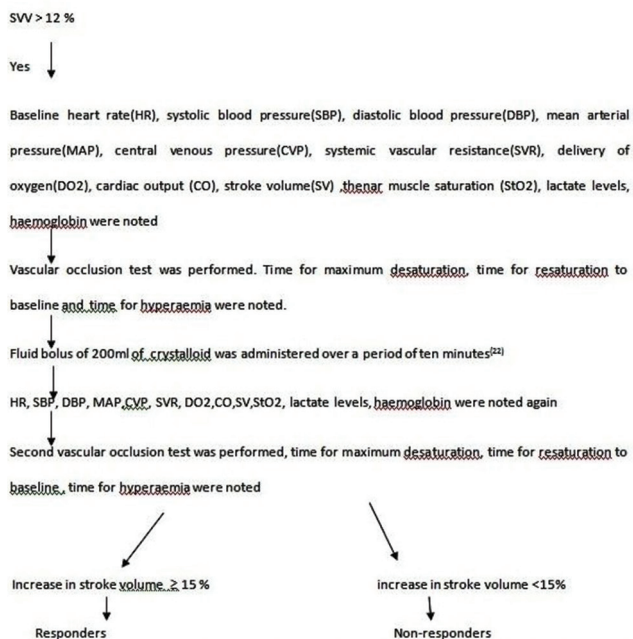 SVV > 12 %
Yes
Baseline heart rate(HR), systolic blood pressure(SBP), diastolic blood pressure(DBP), mean arterial
pressure(MAP), central venous pressure(CVP), systemic vascular resistance(SVR), delivery of
oxygen(DO2), cardiac output (CO), stroke volume(SV) ,thenar muscle saturation (StO2), lactate levels,
haemoglobin were noted
Vascular occlusion test was performed. Time for maximum desaturation, time for resaturation to
baseline and time for hyperaemia were noted.
Fluid bolus of 200ml of crystalloid was administered over a period of ten minutes(22)
HR, SBP, DBP, MAP,CVP, SVR, DO2,CO,SV,StO2, lactate levels, haemoglobin were noted again
Second vascular occlusion test was performed, time for maximum desaturation, time for resaturation to
baseline , time for hyperaemia were noted
Increase in stroke volume ≥ 15 %
increase in stroke volume <15%
Responders
Non-responders